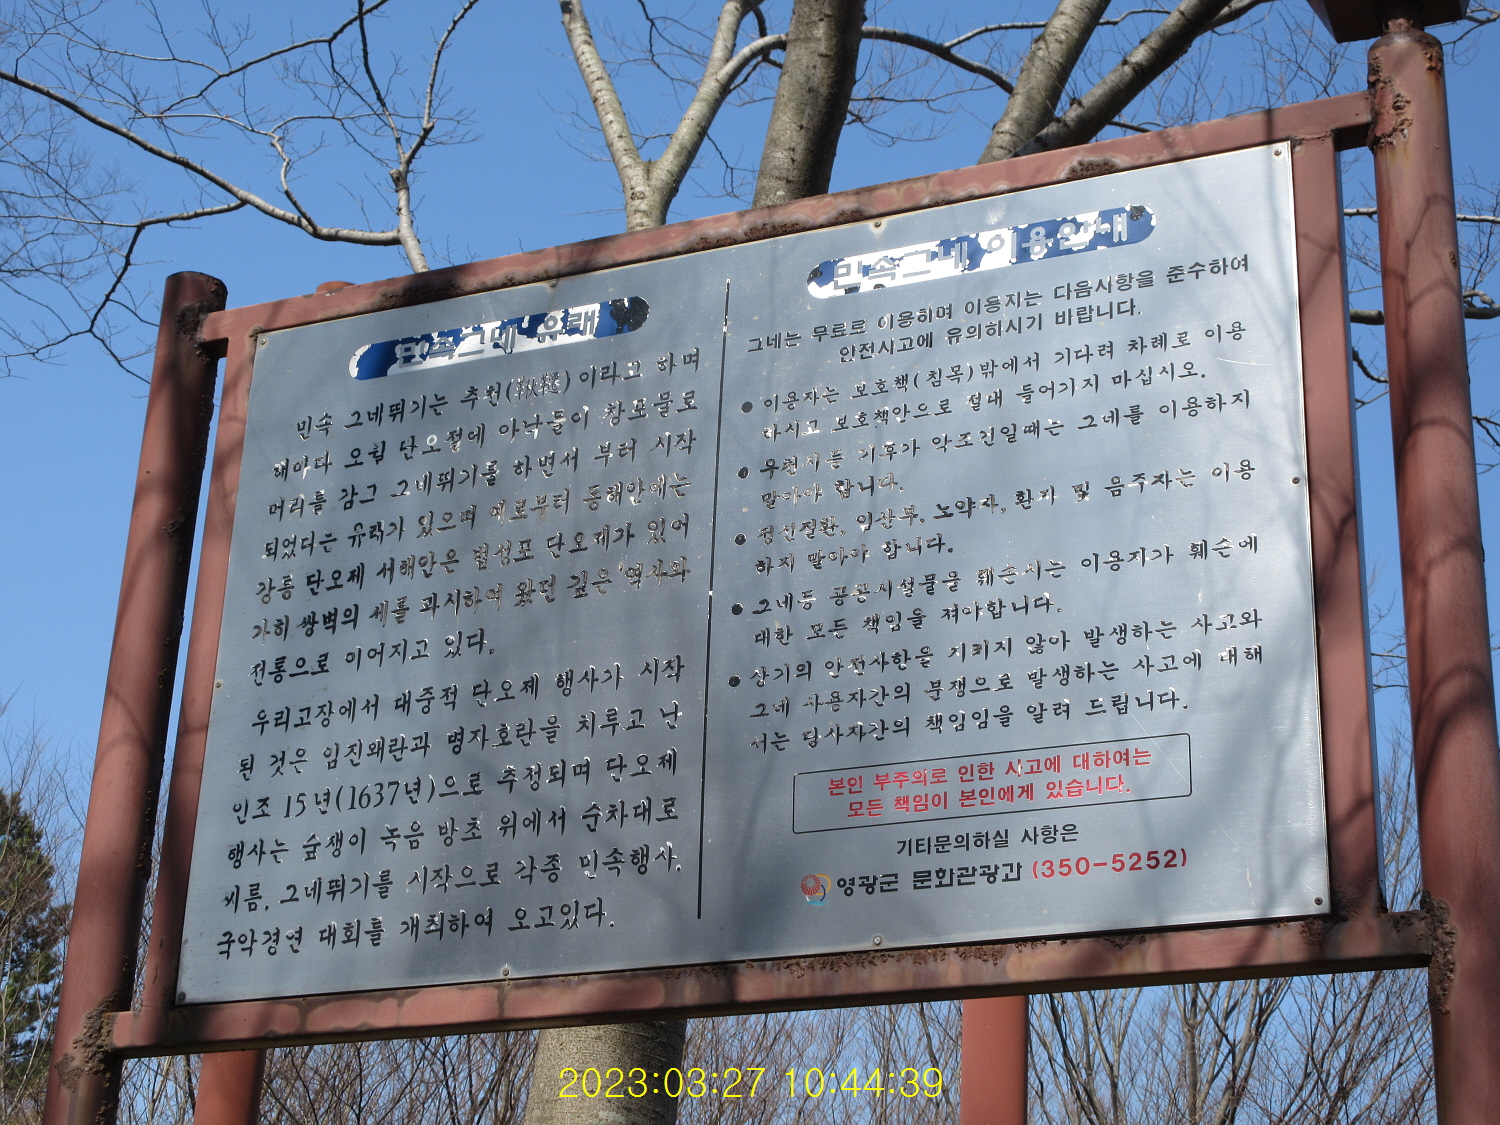 민속그네 유래
민속 그네뛰기는 추천(鞦韆)이라고 하며
해마다 오월 단오절에 아낙들이 창포물로
머리를 감고 그네뛰기를 하면서 부터 시작
되었다는 유래가 있으며 예로부터 동해안에는
강릉 단오제 서해안은 법성포 단오제가 있어
가히 쌍벽의 세를 과시하여 왔던 깊은 역사와
전통으로 이어지고 있다.
우리고장에서 대중적 단오제 행사가 시작
된 것은 임진왜란과 병자호란을 치루고 난
인조 15년(1637년)으로 추정되며 단오제
행사는 숲쟁이 녹음 방초 위에서 순차대로
씨름, 그네뛰기를 시작으로 각종 민속행사,
국악경연 대회를 개최하여 오고있다.
민속그네 이용안내
그네는 무료로 이용하며 이용자는 다음사항을 준수하여
안전사고에 유의하시기 바랍니다.
● 이용자는 보호책(침목)밖에서 기다려 차례로 이용
하시고 보호책안으로 절대 들어가지 마십시오.
● 우천시등 기후가 악조건일때는 그네를 이용하지
말아야 합니다.
● 정신질환, 임산부, 노약자, 환자 및 음주자는 이용
하지 말아야 합니다.
● 그네등 공공시설물을 훼손시는 이용자가 훼손에
대한 모든 책임을 져야합니다.
● 상기의 안전사항을 지키지 않아 발생하는 사고와
그네 사용자간의 분쟁으로 발생하는 사고에 대해
서는 당사자간의 책임임을 알려 드립니다.
본인 부주의로 인한 사고에 대하여는
모든 책임이 본인에게 있습니다.
기타문의하실 사항은
영광군 문화관광과 (350-5252)
2023:03:27 10:44:39